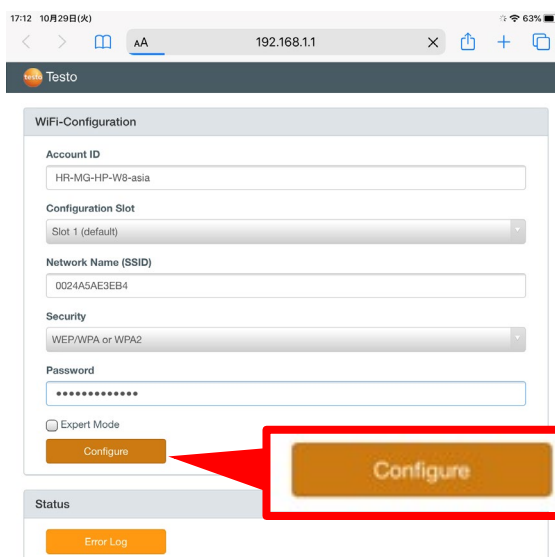 17:12 10月29日(火)
63%
AA
192.168.1.1
testo Testo
WiFi-Configuration
Account ID
HR-MG-HP-W8-asia
Configuration Slot
Slot 1 (default)
Network Name (SSID)
0024A5AE3EB4
Security
WEP/WPA or WPA2
Password
•••••••••••••
Expert Mode
Configure
Configure
Status
Error Log